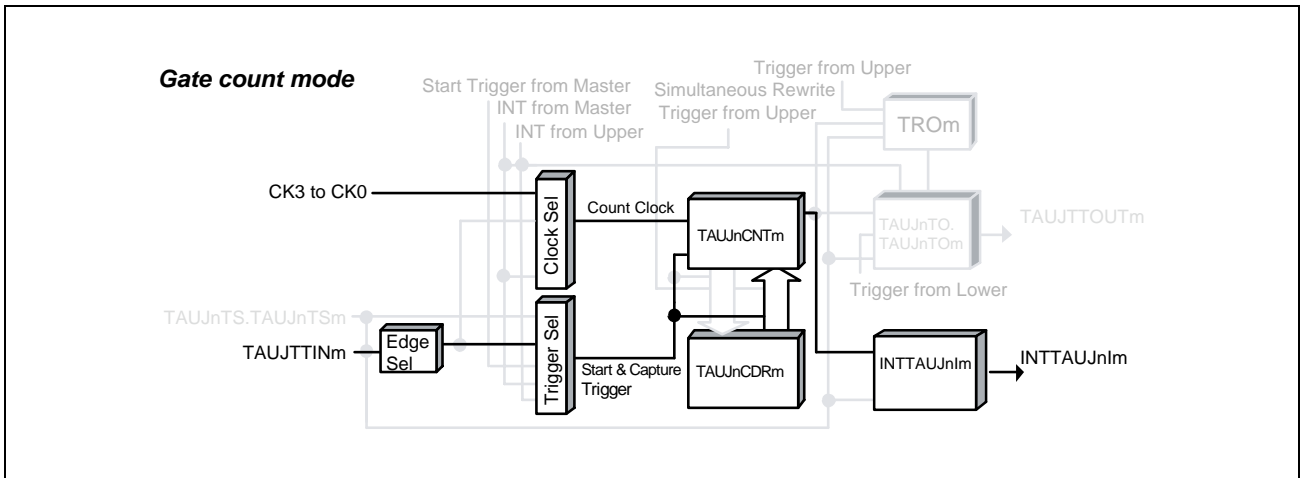 Gate count mode
Trigger from Upper
Start Trigger from Master
Simultaneous Rewrite
INT from Master
Trigger from Upper
INT from Upper
TROm
CK3 to CK0
Clock Sel
Count Clock
TAUJnCNTm
TAUJnTO.
TAUJnTOm
TAUJTTOUTm
Trigger from Lower
TAUJnTS.TAUJnTSm
TAUJTTINm
Edge
Sel
Trigger Sel
Start & Capture
Trigger
TAUJnCDRm
INTTAUJnIm
INTTAUJnIm